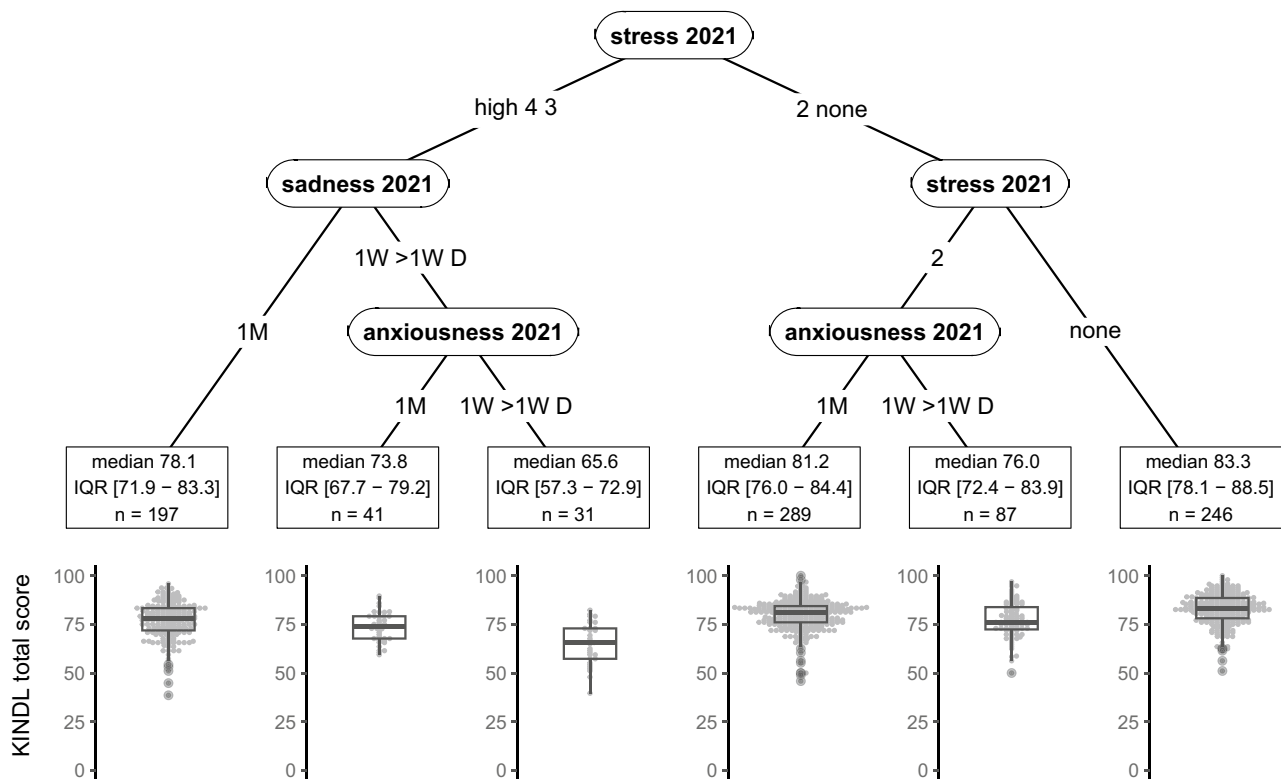 stress 2021
high 4 3
2 none
sadness 2021
stress 2021
1W >1W D
2
1M
anxiousness 2021
anxiousness 2021
none
1M
1W >1W D
1M
1W >1W D
median 78.1
IQR [71.9 − 83.3]
n = 197
median 73.8
IQR [67.7 − 79.2]
n = 41
median 65.6
IQR [57.3 − 72.9]
n = 31
median 81.2
IQR [76.0 − 84.4]
n = 289
median 76.0
IQR [72.4 − 83.9]
n = 87
median 83.3
IQR [78.1 − 88.5]
n = 246
KINDL total score
100
75
50
25
0
100
75
50
25
0
100
75
50
25
0
100
75
50
25
0
100
75
50
25
0
100
75
50
25
0